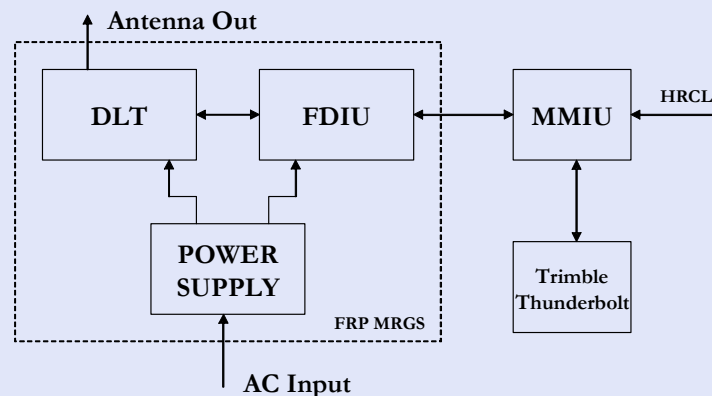 Antenna Out
DLT
FDIU
MMIU
HRCL
POWER
SUPPLY
Trimble
Thunderbolt
FRP MRGS
AC Input